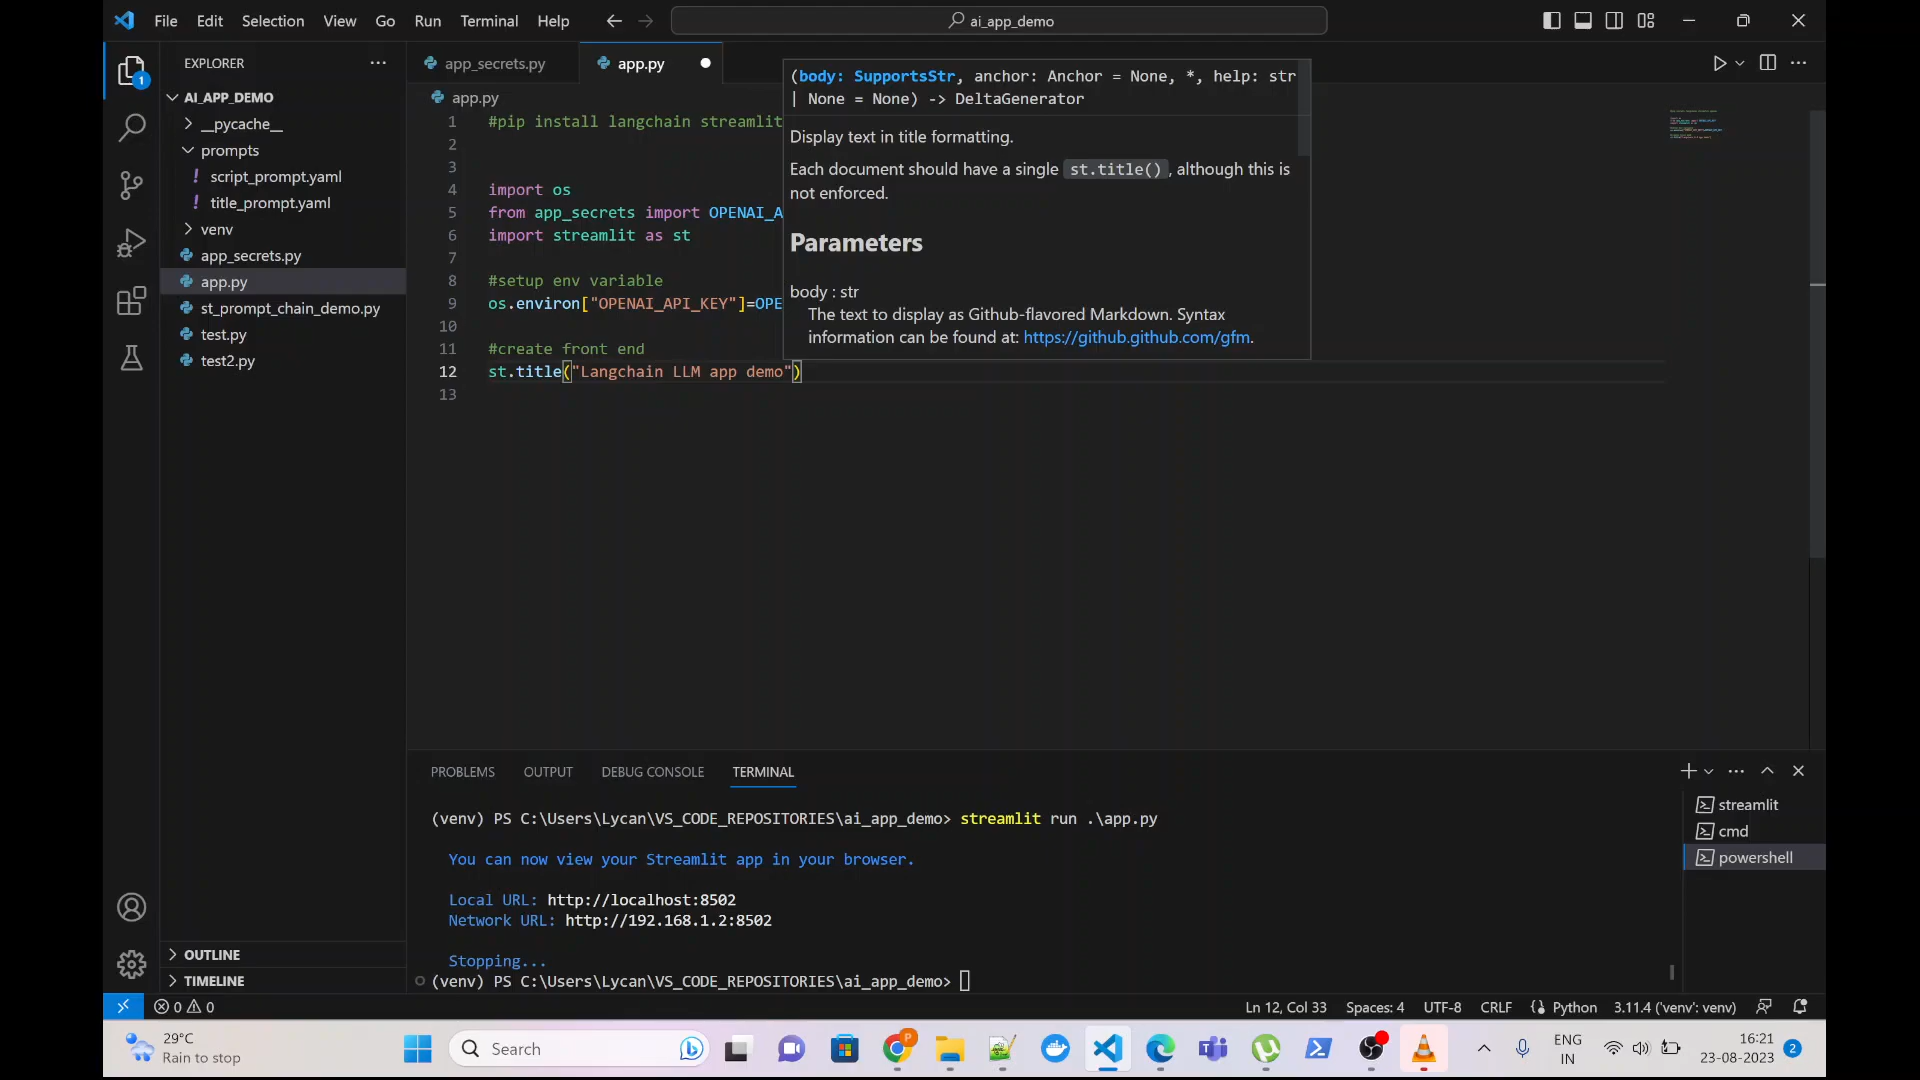 File Edit Selection View Go Run Terminal Help
ai_app_demo
EXPLORER
AI_APP_DEMO
__pycache__
prompts
! script_prompt.yaml
! title_prompt.yaml
venv
app_secrets.py
app.py
st_prompt_chain_demo.py
test.py
test2.py
OUTLINE
TIMELINE
1
app_secrets.py
app.py
app.py
1 #pip install langchain streamlit
2
3
4 import os
5 from app_secrets import OPENAI_A
6 import streamlit as st
7
8 #setup env variable
9 os.environ["OPENAI_API_KEY"]=OPE
10
11 #create front end
12 st.title("Langchain LLM app demo")
13
(body: SupportsStr, anchor: Anchor = None, *, help: str
| None = None) -> DeltaGenerator
Display text in title formatting.
Each document should have a single st.title(), although this is
not enforced.
Parameters
body : str
The text to display as Github-flavored Markdown. Syntax
information can be found at: https://github.github.com/gfm.
PROBLEMS OUTPUT DEBUG CONSOLE TERMINAL
(venv) PS C:\Users\Lycan\VS_CODE_REPOSITORIES\ai_app_demo> streamlit run .\app.py
You can now view your Streamlit app in your browser.
Local URL: http://localhost:8502
Network URL: http://192.168.1.2:8502
Stopping...
(venv) PS C:\Users\Lycan\VS_CODE_REPOSITORIES\ai_app_demo>
streamlit
cmd
powershell
0 0
Ln 12, Col 33 Spaces: 4 UTF-8 CRLF Python 3.11.4 ('venv': venv)
29°C
Rain to stop
Search
P
ENG
IN
16:21
23-08-2023
2